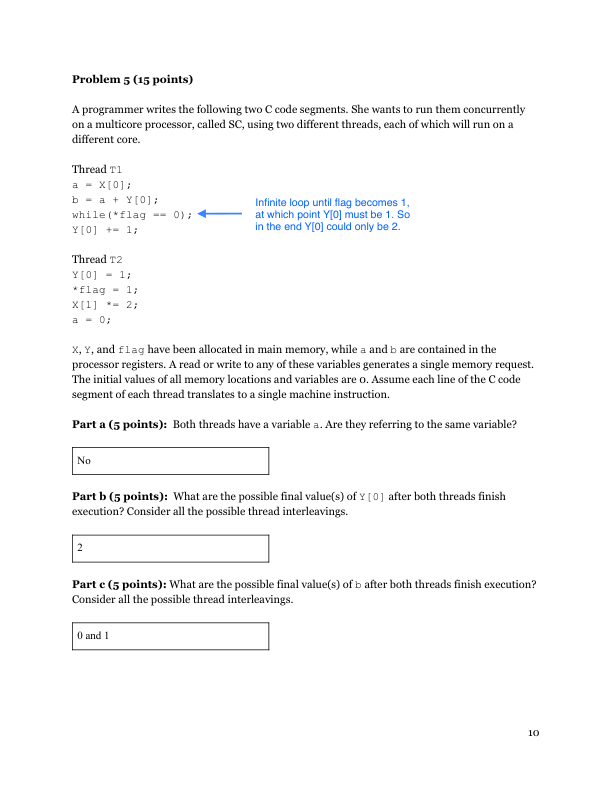 Problem 5 (15 points)
A programmer writes the following two C code segments. She wants to run them concurrently
on a multicore processor, called SC, using two different threads, each of which will run on a
different core.
Thread T1
a = X[0];
b = a + Y[0];
while(*flag == 0);
Infinite loop until flag becomes 1,
at which point Y[0] must be 1. So
in the end Y[0] could only be 2.
Y[0] += 1;
Thread T2
Y[0] = 1;
*flag = 1;
X[1] *= 2;
a = 0;
X, Y, and flag have been allocated in main memory, while a and b are contained in the
processor registers. A read or write to any of these variables generates a single memory request.
The initial values of all memory locations and variables are 0. Assume each line of the C code
segment of each thread translates to a single machine instruction.
Part a (5 points): Both threads have a variable a. Are they referring to the same variable?
No
Part b (5 points): What are the possible final value(s) of Y[0] after both threads finish
execution? Consider all the possible thread interleavings.
2
Part c (5 points): What are the possible final value(s) of b after both threads finish execution?
Consider all the possible thread interleavings.
0 and 1
10